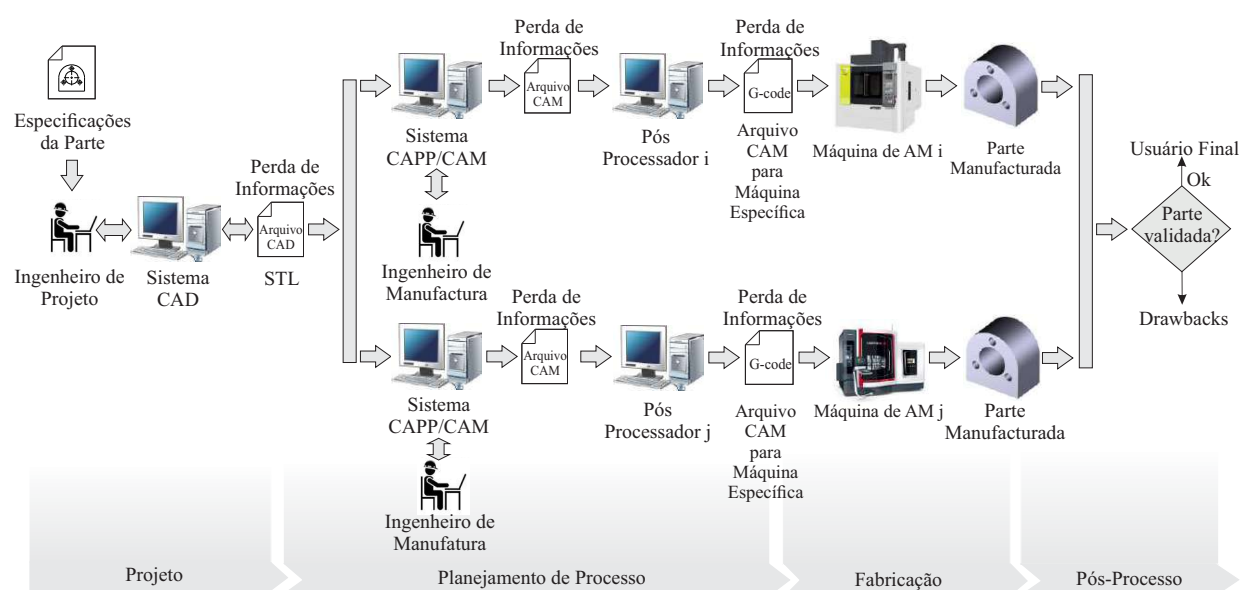 Especificações
da Parte
Ingenheiro de
Projeto
Sistema
CAD
Perda de
Informações
Arquivo
CAD
STL
Sistema
CAPP/CAM
Ingenheiro de
Manufactura
Perda de
Informações
Arquivo
CAM
Pós
Processador i
Perda de
Informações
G-code
Arquivo
CAM
para
Máquina
Específica
Máquina de AM i
Parte
Manufacturada
Sistema
CAPP/CAM
Ingenheiro de
Manufatura
Perda de
Informações
Arquivo
CAM
Pós
Processador j
Perda de
Informações
G-code
Arquivo
CAM
para
Máquina
Específica
Máquina de AM j
Parte
Manufacturada
Usuário Final
Ok
Parte
validada?
Drawbacks
Projeto
Planejamento de Processo
Fabricação
Pós-Processo